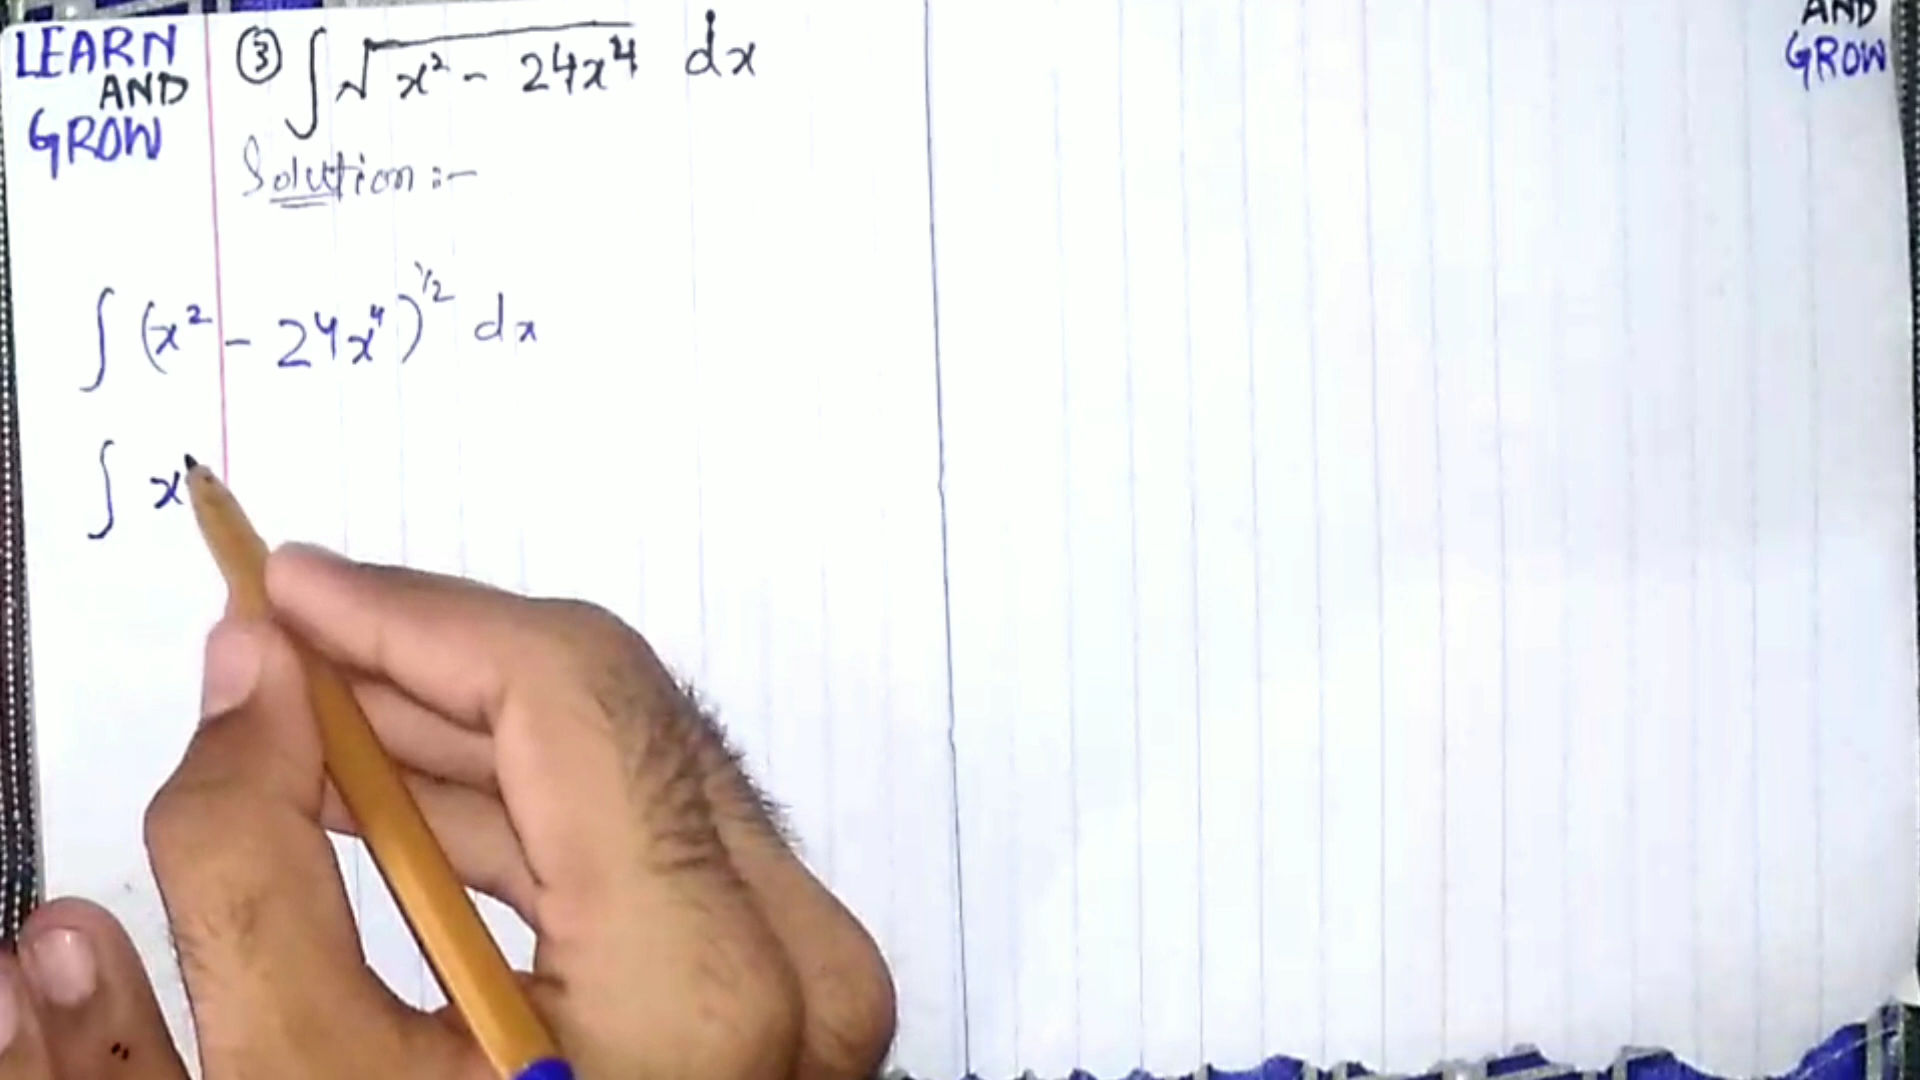 LEARN
AND
GROW
③ ∫ √x² - 24x⁴ dx
Solution :-
∫ (x² - 24x⁴)^1/2 dx
∫ x
AND
GROW